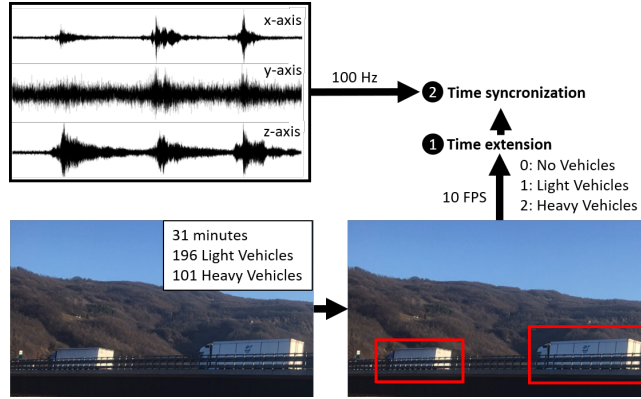 x-axis
y-axis
z-axis
100 Hz
2 Time syncronization
1 Time extension
10 FPS
0: No Vehicles
1: Light Vehicles
2: Heavy Vehicles
31 minutes
196 Light Vehicles
101 Heavy Vehicles